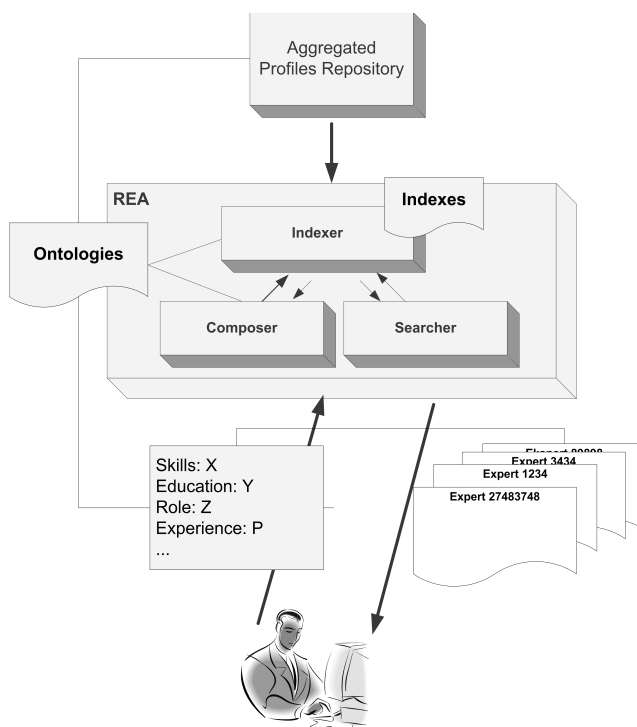 Aggregated
Profiles Repository
REA
Indexes
Indexer
Ontologies
Composer
Searcher
Skills: X
Education: Y
Role: Z
Experience: P
...
Expert 3434
Expert 1234
Expert 27483748